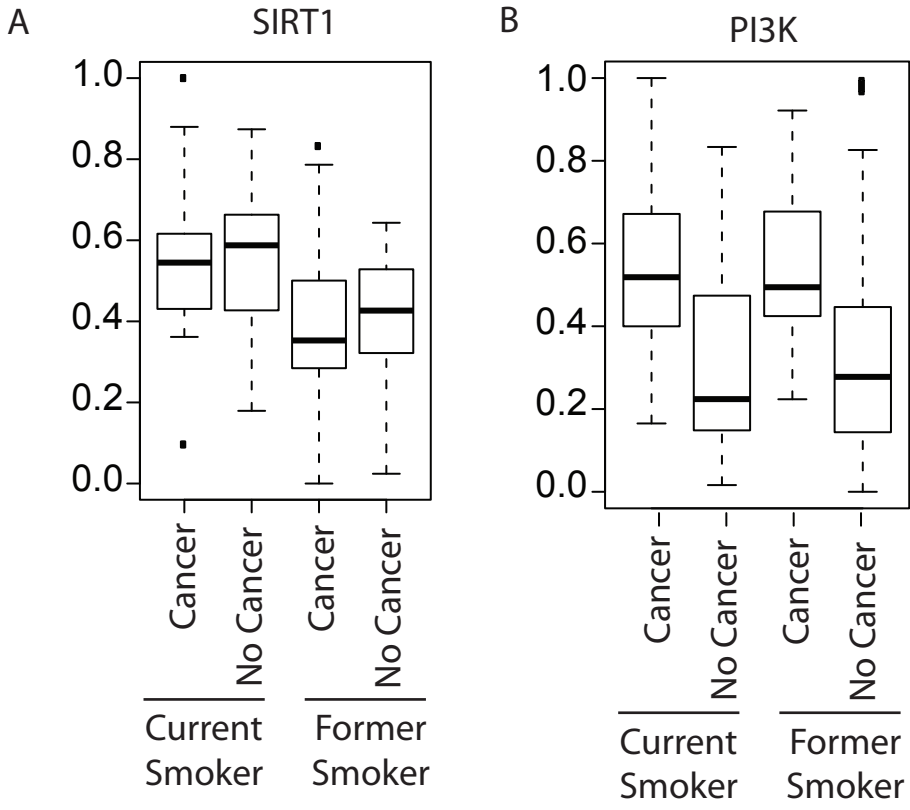 A
SIRT1
1.0
0.8
0.6
0.4
0.2
0.0
Cancer
No Cancer
Cancer
No Cancer
Current
Smoker
Former
Smoker
B
PI3K
1.0
0.8
0.6
0.4
0.2
0.0
Cancer
No Cancer
Cancer
No Cancer
Current
Smoker
Former
Smoker